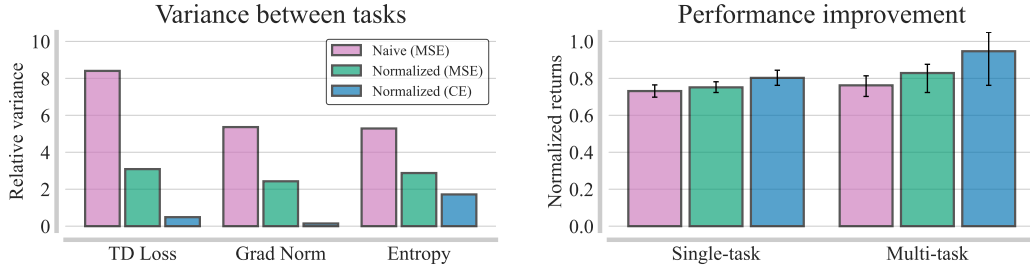 Variance between tasks
Relative variance
10
8
6
4
2
0
Naive (MSE)
Normalized (MSE)
Normalized (CE)
TD Loss
Grad Norm
Entropy
Performance improvement
Normalized returns
1.0
0.8
0.6
0.4
0.2
0.0
Single-task
Multi-task